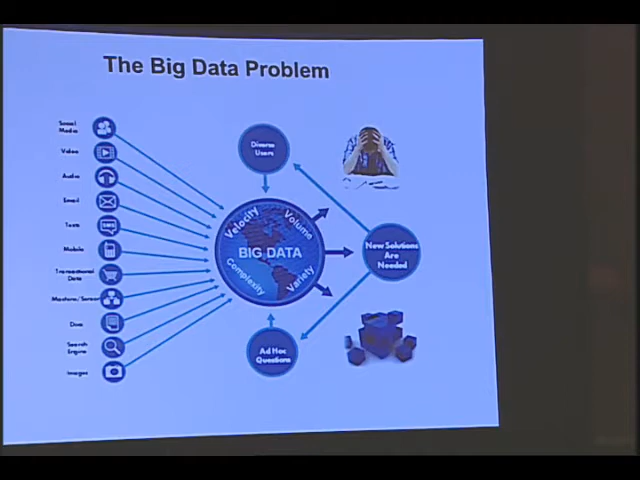 The Big Data Problem
Social
Media
Video
Audio
Email
Texts
SMS
Mobile
Transactional
Data
Machine/Sensor
Docs
Search
Engine
Images
Diverse
Users
Velocity
Volume
BIG DATA
Complexity
Variety
New Solutions
Are
Needed
Ad Hoc
Questions